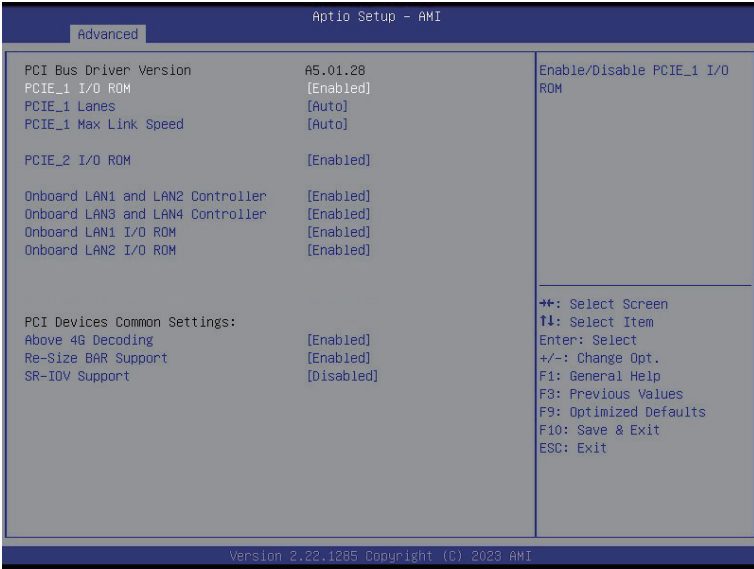 Aptio Setup – AMI
Advanced
PCI Bus Driver Version A5.01.28
PCIE_1 I/O ROM [Enabled]
PCIE_1 Lanes [Auto]
PCIE_1 Max Link Speed [Auto]
PCIE_2 I/O ROM [Enabled]
Onboard LAN1 and LAN2 Controller [Enabled]
Onboard LAN3 and LAN4 Controller [Enabled]
Onboard LAN1 I/O ROM [Enabled]
Onboard LAN2 I/O ROM [Enabled]
PCI Devices Common Settings:
Above 4G Decoding [Enabled]
Re-Size BAR Support [Enabled]
SR-IOV Support [Disabled]
Enable/Disable PCIE_1 I/O
ROM
→←: Select Screen
↑↓: Select Item
Enter: Select
+/-: Change Opt.
F1: General Help
F3: Previous Values
F9: Optimized Defaults
F10: Save & Exit
ESC: Exit
Version 2.22.1285 Copyright (C) 2023 AMI